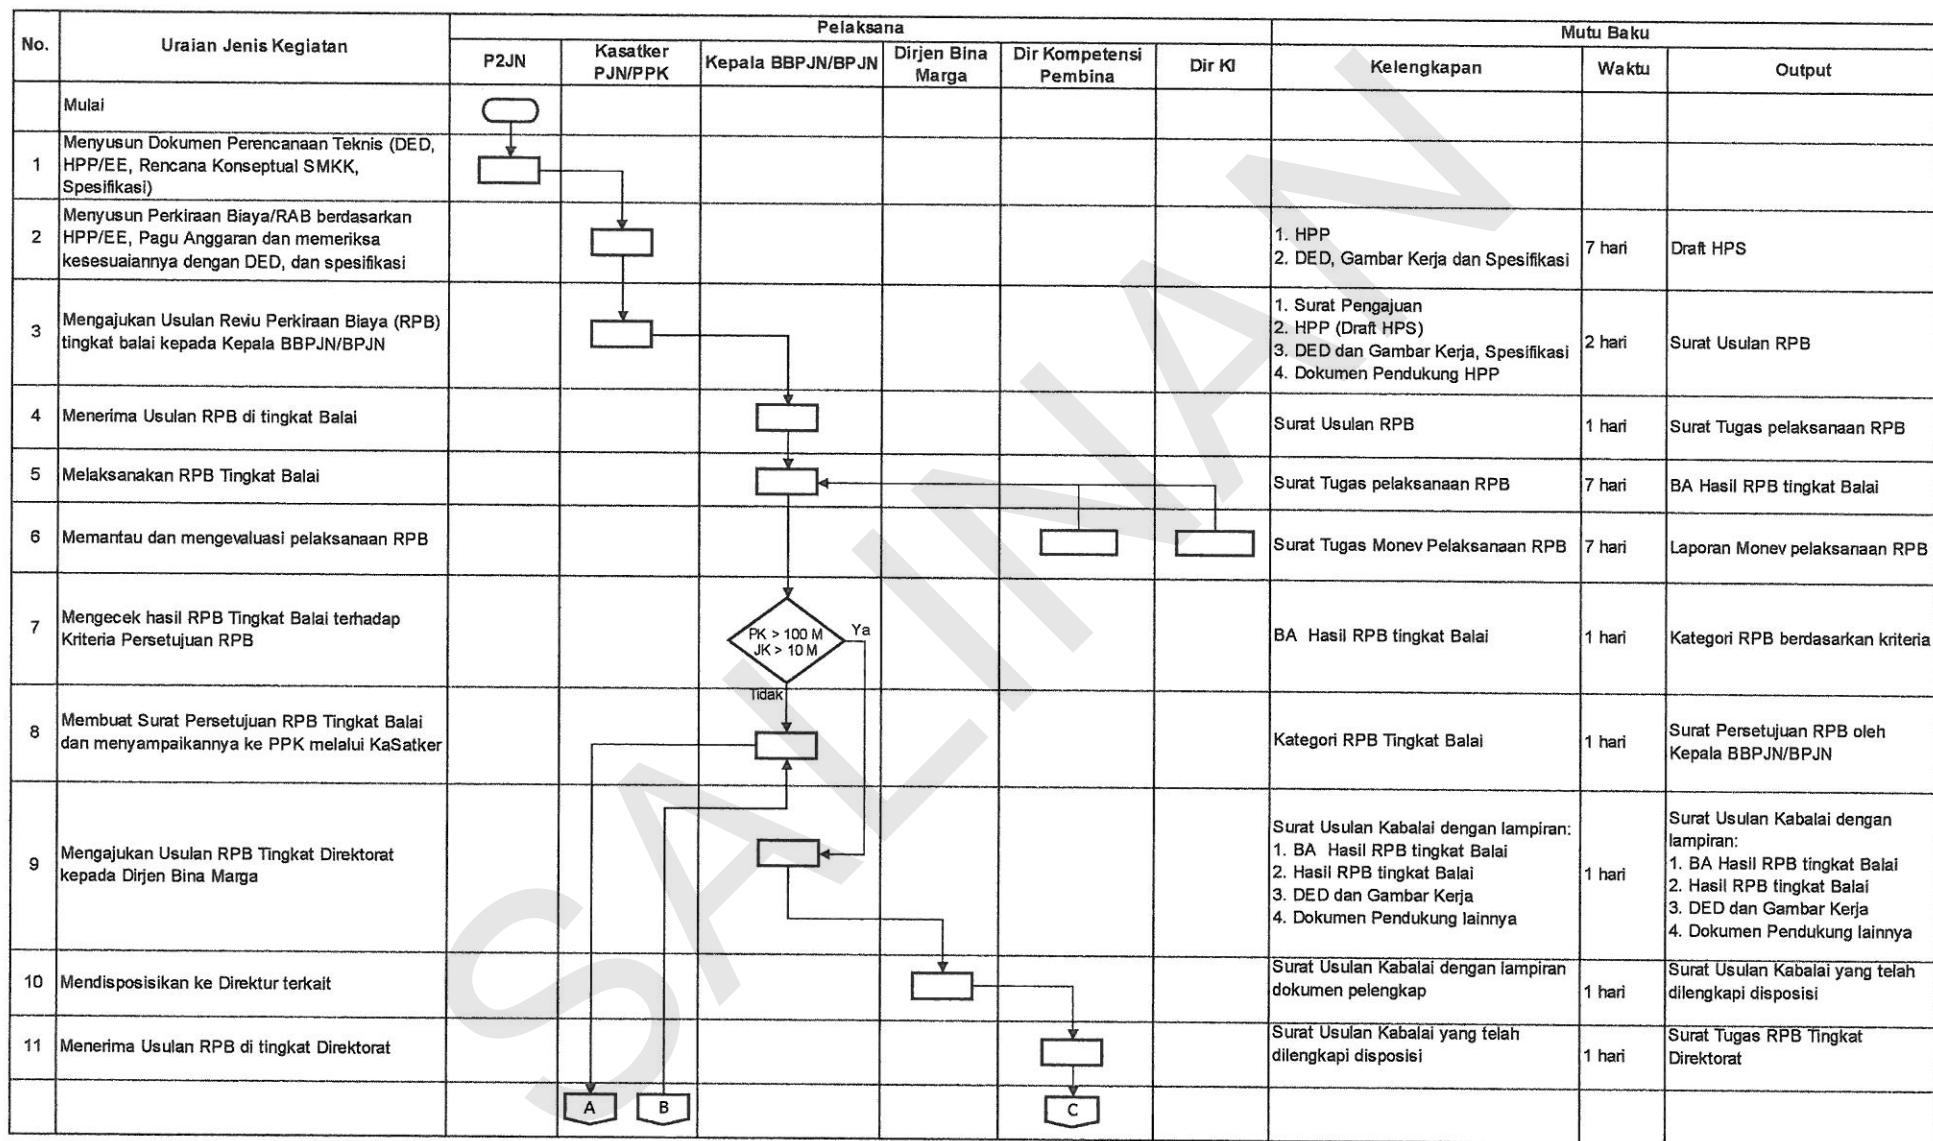 Pelaksana
Mutu Baku
No.
Uraian Jenis Kegiatan
P2JN
Kasatker
PJN/PPK
Kepala BBPJN/BPJN
Dirjen Bina
Marga
Dir Kompetensi
Pembina
Dir KI
Kelengkapan
Waktu
Output
Mulai
1
Menyusun Dokumen Perencanaan Teknis (DED,
HPP/EE, Rencana Konseptual SMKK,
Spesifikasi)
2
Menyusun Perkiraan Biaya/RAB berdasarkan
HPP/EE, Pagu Anggaran dan memeriksa
kesesuaiannya dengan DED, dan spesifikasi
1. HPP
2. DED, Gambar Kerja dan Spesifikasi
7 hari
Draft HPS
3
Mengajukan Usulan Reviu Perkiraan Biaya (RPB)
tingkat balai kepada Kepala BBPJN/BPJN
1. Surat Pengajuan
2. HPP (Draft HPS)
3. DED dan Gambar Kerja, Spesifikasi
4. Dokumen Pendukung HPP
2 hari
Surat Usulan RPB
4
Menerima Usulan RPB di tingkat Balai
Surat Usulan RPB
1 hari
Surat Tugas pelaksanaan RPB
5
Melaksanakan RPB Tingkat Balai
Surat Tugas pelaksanaan RPB
7 hari
BA Hasil RPB tingkat Balai
6
Memantau dan mengevaluasi pelaksanaan RPB
Surat Tugas Monev Pelaksanaan RPB
7 hari
Laporan Monev pelaksanaan RPB
7
Mengecek hasil RPB Tingkat Balai terhadap
Kriteria Persetujuan RPB
PK > 100 M
JK > 10 M
Ya
Tidak
BA Hasil RPB tingkat Balai
1 hari
Kategori RPB berdasarkan kriteria
8
Membuat Surat Persetujuan RPB Tingkat Balai
dan menyampaikannya ke PPK melalui KaSatker
Kategori RPB Tingkat Balai
1 hari
Surat Persetujuan RPB oleh
Kepala BBPJN/BPJN
9
Mengajukan Usulan RPB Tingkat Direktorat
kepada Dirjen Bina Marga
Surat Usulan Kabalai dengan lampiran:
1. BA Hasil RPB tingkat Balai
2. Hasil RPB tingkat Balai
3. DED dan Gambar Kerja
4. Dokumen Pendukung lainnya
1 hari
Surat Usulan Kabalai dengan
lampiran:
1. BA Hasil RPB tingkat Balai
2. Hasil RPB tingkat Balai
3. DED dan Gambar Kerja
4. Dokumen Pendukung lainnya
10
Mendisposisikan ke Direktur terkait
Surat Usulan Kabalai dengan lampiran
dokumen pelengkap
1 hari
Surat Usulan Kabalai yang telah
dilengkapi disposisi
11
Menerima Usulan RPB di tingkat Direktorat
Surat Usulan Kabalai yang telah
dilengkapi disposisi
1 hari
Surat Tugas RPB Tingkat
Direktorat
A
B
C
SALINAN